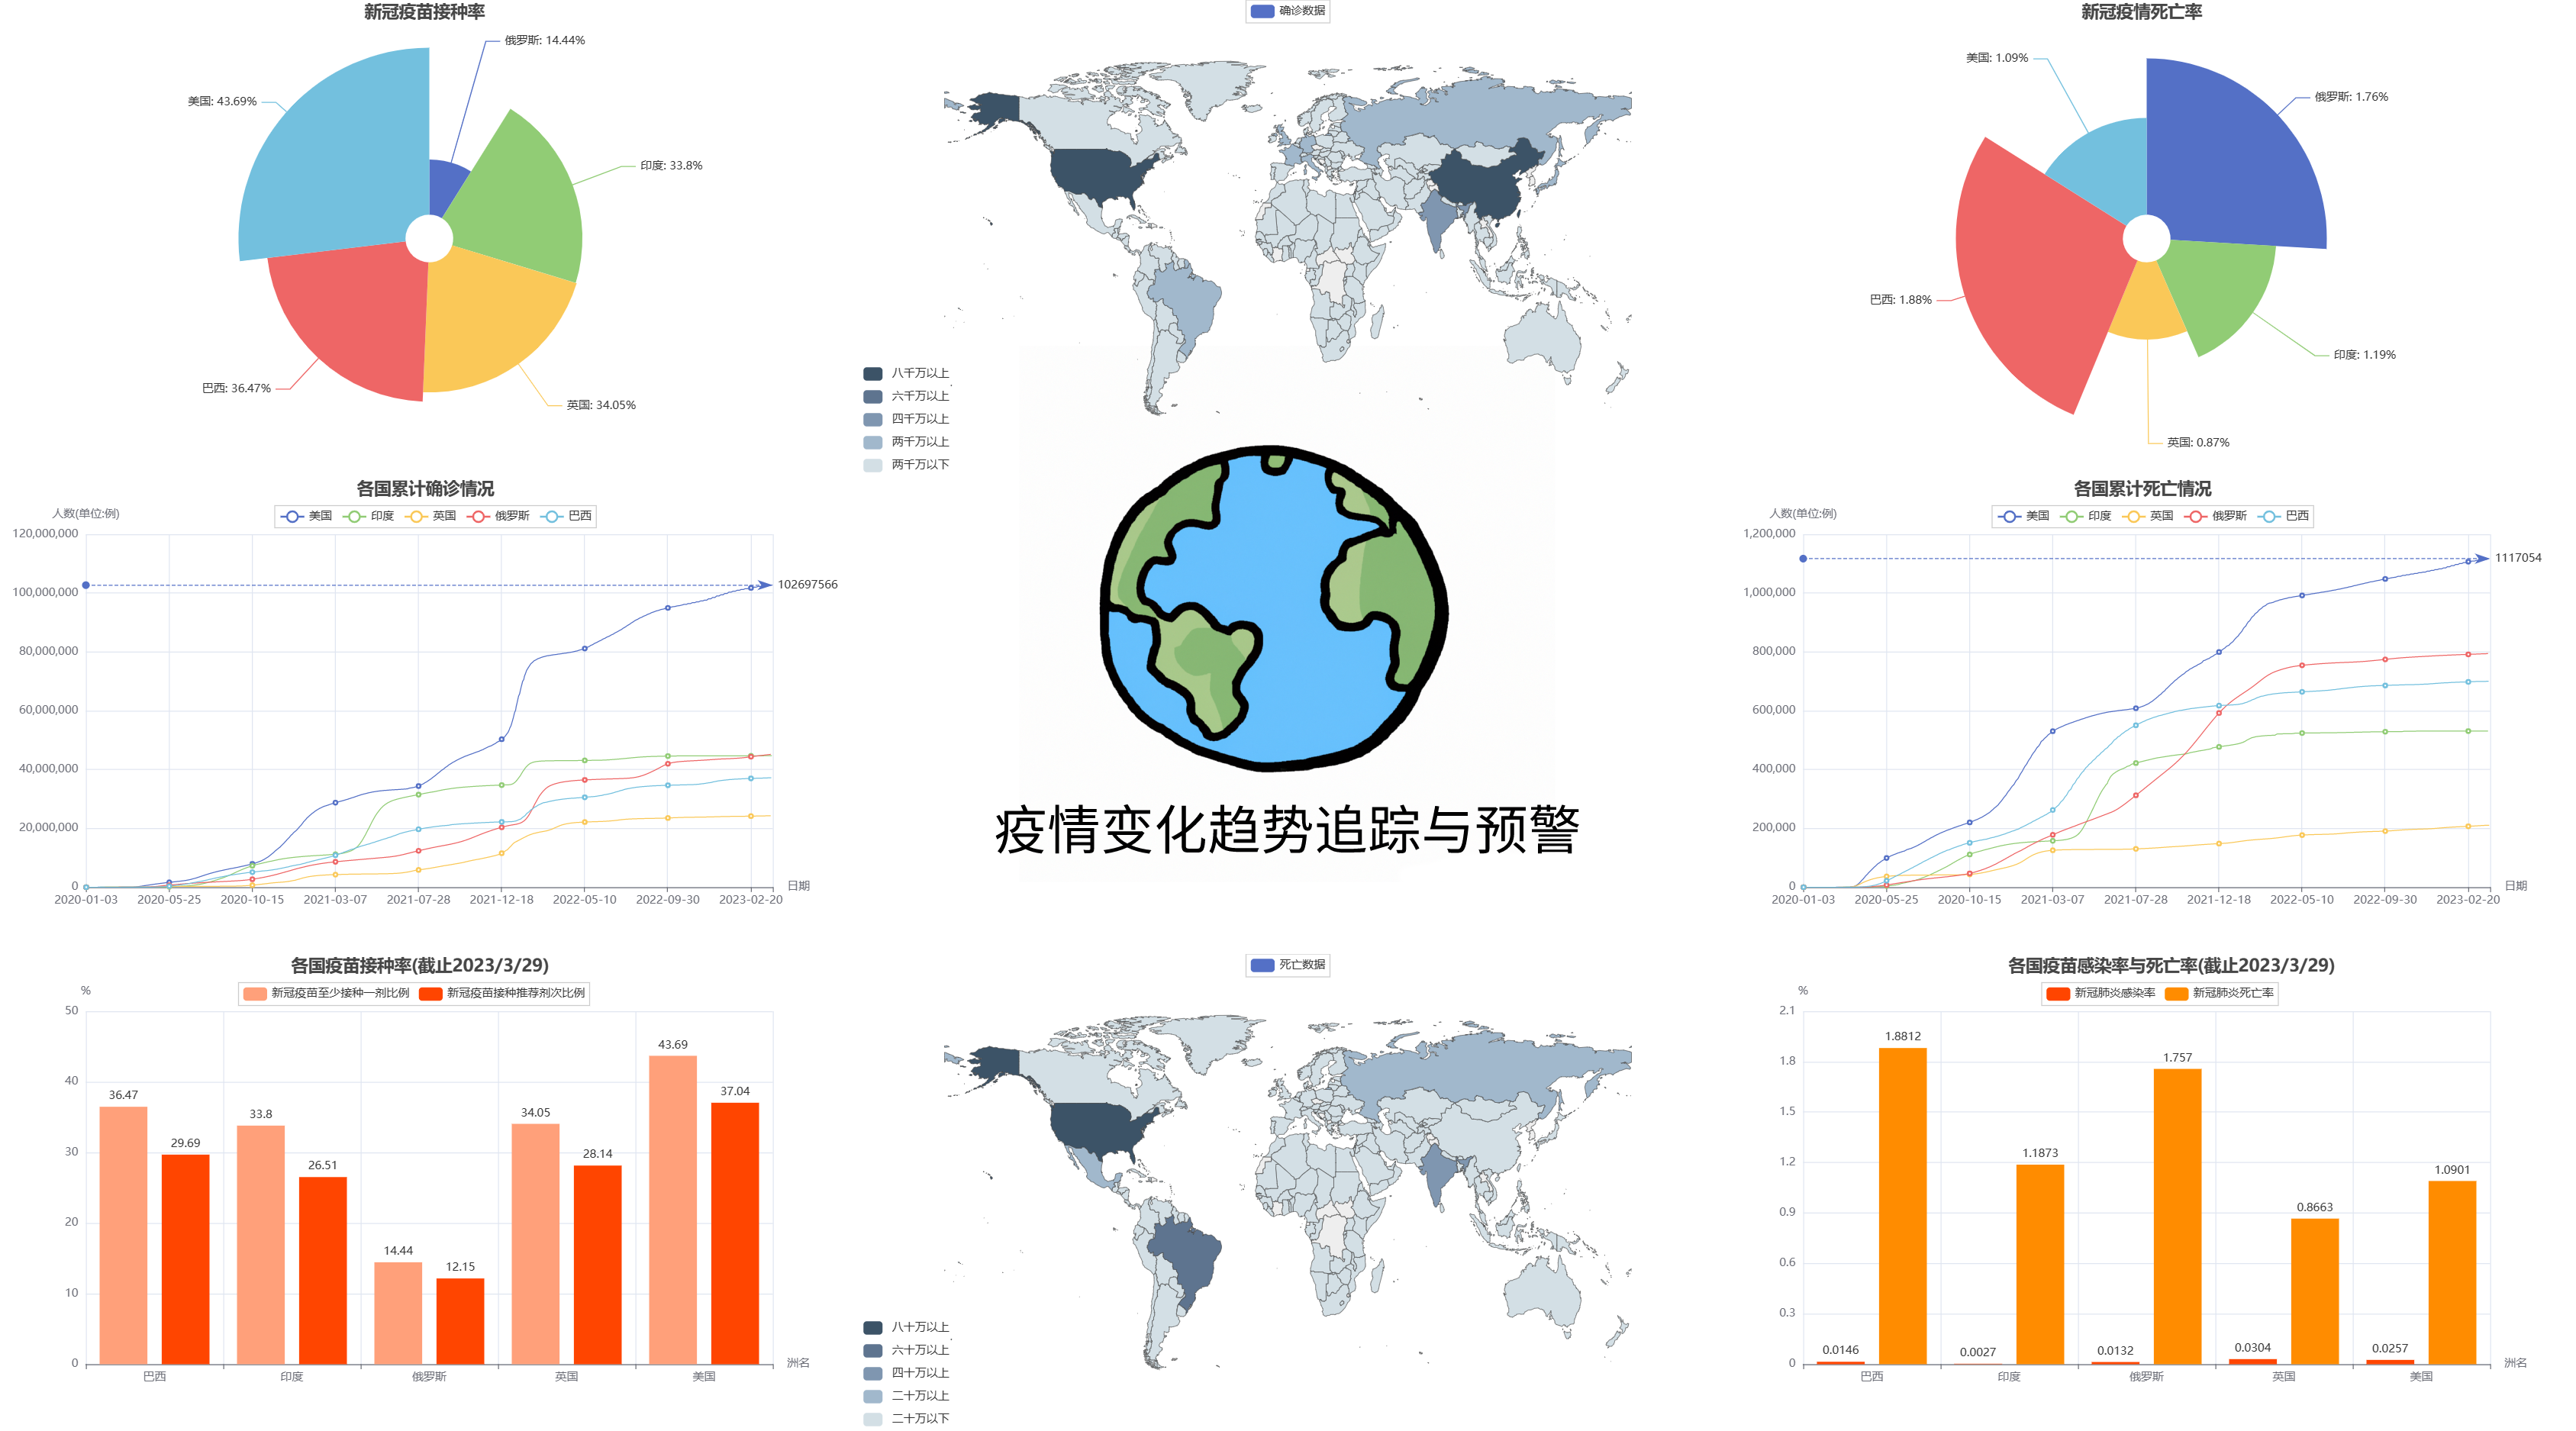 新冠疫苗接种率
俄罗斯: 14.44%
美国: 43.69%
印度: 33.8%
巴西: 36.47%
英国: 34.05%
确诊数据
八千万以上
六千万以上
四千万以上
两千万以上
两千万以下
新冠疫情死亡率
美国: 1.09%
俄罗斯: 1.76%
巴西: 1.88%
印度: 1.19%
英国: 0.87%
各国累计确诊情况
人数(单位:例)
美国 印度 英国 俄罗斯 巴西
120,000,000
102697566
100,000,000
80,000,000
60,000,000
40,000,000
20,000,000
0
日期
2020-01-03 2020-05-25 2020-10-15 2021-03-07 2021-07-28 2021-12-18 2022-05-10 2022-09-30 2023-02-20
疫情变化趋势追踪与预警
各国累计死亡情况
人数(单位:例)
美国 印度 英国 俄罗斯 巴西
1,200,000
1117054
1,000,000
800,000
600,000
400,000
200,000
0
日期
2020-01-03 2020-05-25 2020-10-15 2021-03-07 2021-07-28 2021-12-18 2022-05-10 2022-09-30 2023-02-20
各国疫苗接种率(截止2023/3/29)
%
新冠疫苗至少接种一剂比例 新冠疫苗接种推荐剂次比例
50
40
30
20
10
0
36.47
29.69
33.8
26.51
14.44
12.15
34.05
28.14
43.69
37.04
巴西 印度 俄罗斯 英国 美国
洲名
死亡数据
八十万以上
六十万以上
四十万以上
二十万以上
二十万以下
各国疫苗感染率与死亡率(截止2023/3/29)
%
新冠肺炎感染率 新冠肺炎死亡率
2.1
1.8
1.5
1.2
0.9
0.6
0.3
0
0.0146
1.8812
0.0027
1.1873
0.0132
1.757
0.0304
0.8663
0.0257
1.0901
巴西 印度 俄罗斯 英国 美国
洲名